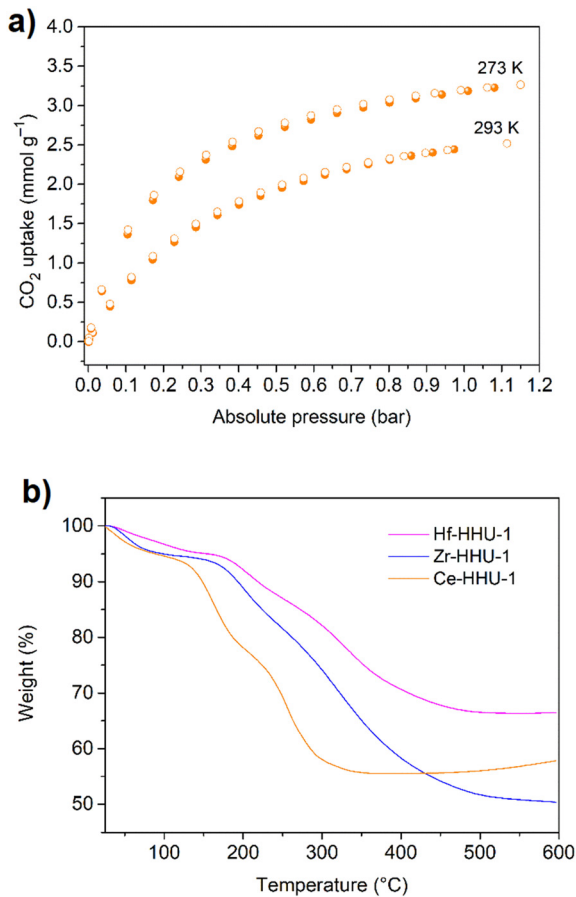 a)
4.0
3.5
3.0
2.5
2.0
1.5
1.0
0.5
0.0
CO₂ uptake (mmol g⁻¹)
273 K
293 K
0.0 0.1 0.2 0.3 0.4 0.5 0.6 0.7 0.8 0.9 1.0 1.1 1.2
Absolute pressure (bar)
b)
100
90
80
70
60
50
Weight (%)
Hf-HHU-1
Zr-HHU-1
Ce-HHU-1
100 200 300 400 500 600
Temperature (°C)